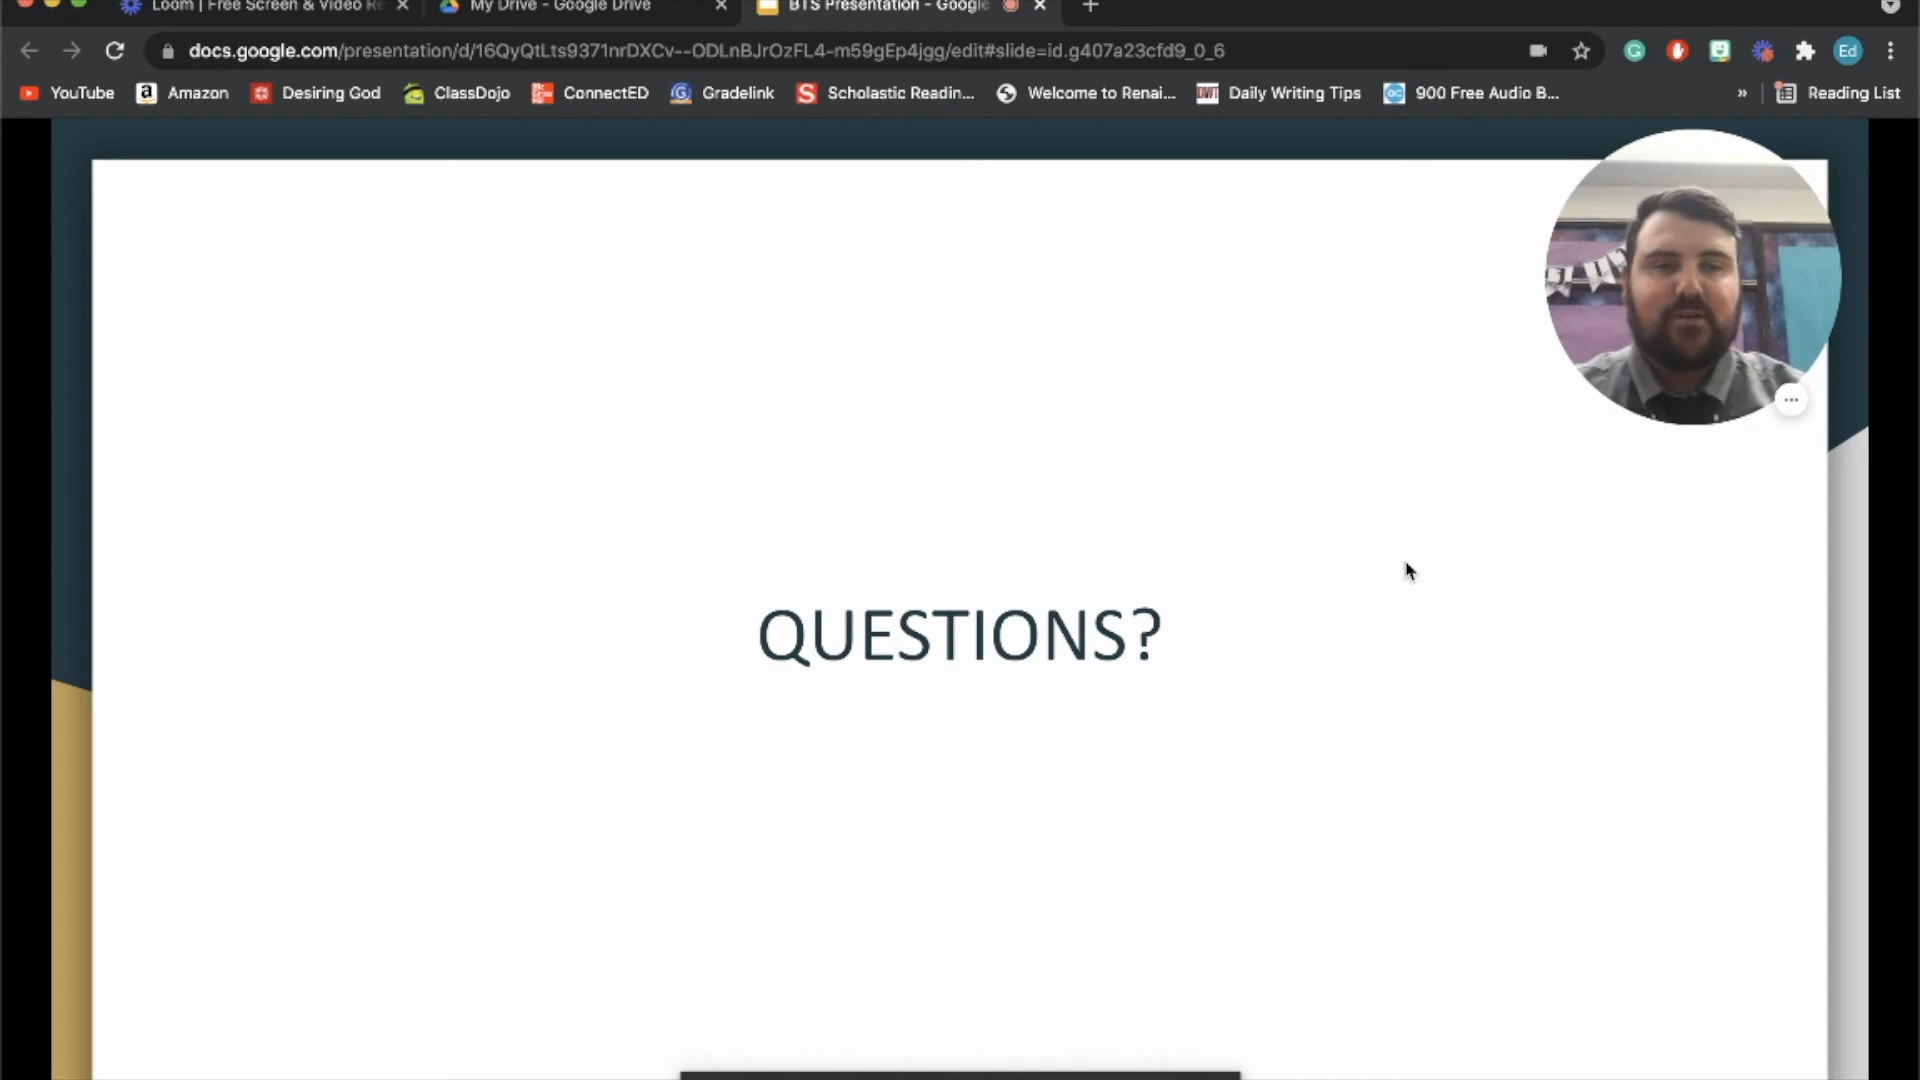 Loom | Free Screen & Video Re
My Drive - Google Drive
BTS Presentation - Google
docs.google.com/presentation/d/16QyQtLts9371nrDXCv--ODLnBJrOzFL4-m59gEp4jgg/edit#slide=id.g407a23cfd9_0_6
Ed
YouTube
Amazon
Desiring God
ClassDojo
ConnectED
Gradelink
Scholastic Readin...
Welcome to Renai...
Daily Writing Tips
900 Free Audio B...
»
Reading List
QUESTIONS?